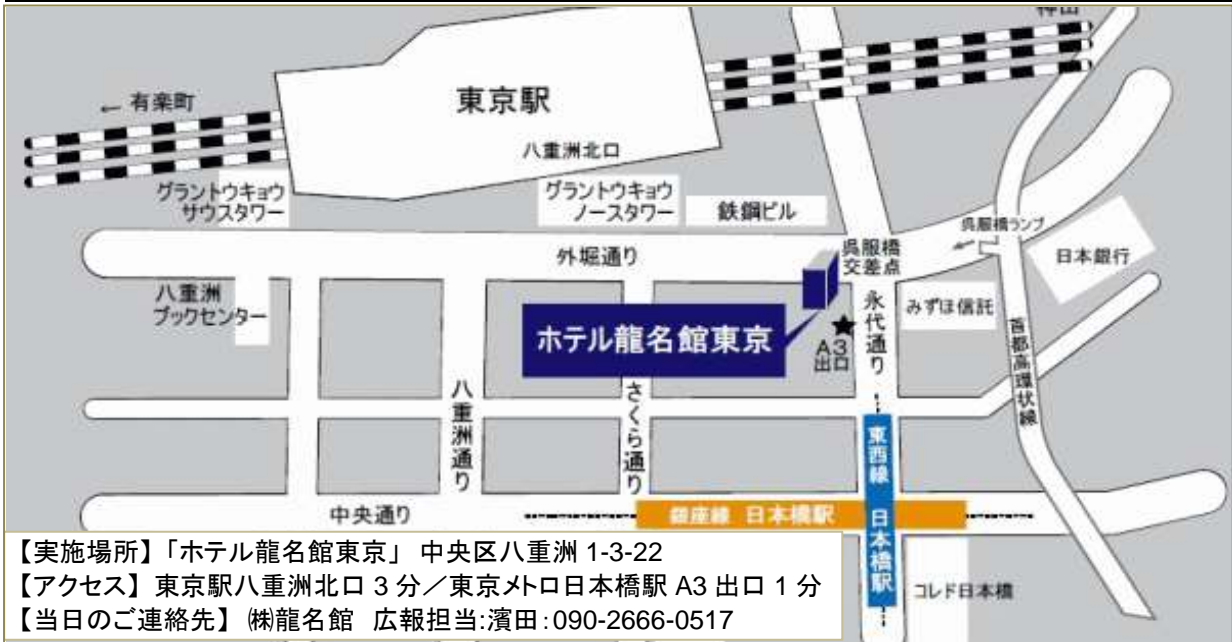 神田
← 有楽町
東京駅
八重洲北口
グラントウキョウ
サウスタワー
グラントウキョウ
ノースタワー
鉄鋼ビル
呉服橋ランプ
日本銀行
外堀通り
呉服橋
交差点
八重洲
ブックセンター
みずほ信託
永代通り
ホテル龍名館東京
A3
出口
首都高環状線
八重洲通り
さくら通り
東西線 日本橋駅
中央通り
銀座線 日本橋駅
コレド日本橋
【実施場所】「ホテル龍名館東京」 中央区八重洲 1-3-22
【アクセス】 東京駅八重洲北口 3 分／東京メトロ日本橋駅 A3 出口 1 分
【当日のご連絡先】 ㈱龍名館 広報担当:濱田:090-2666-0517